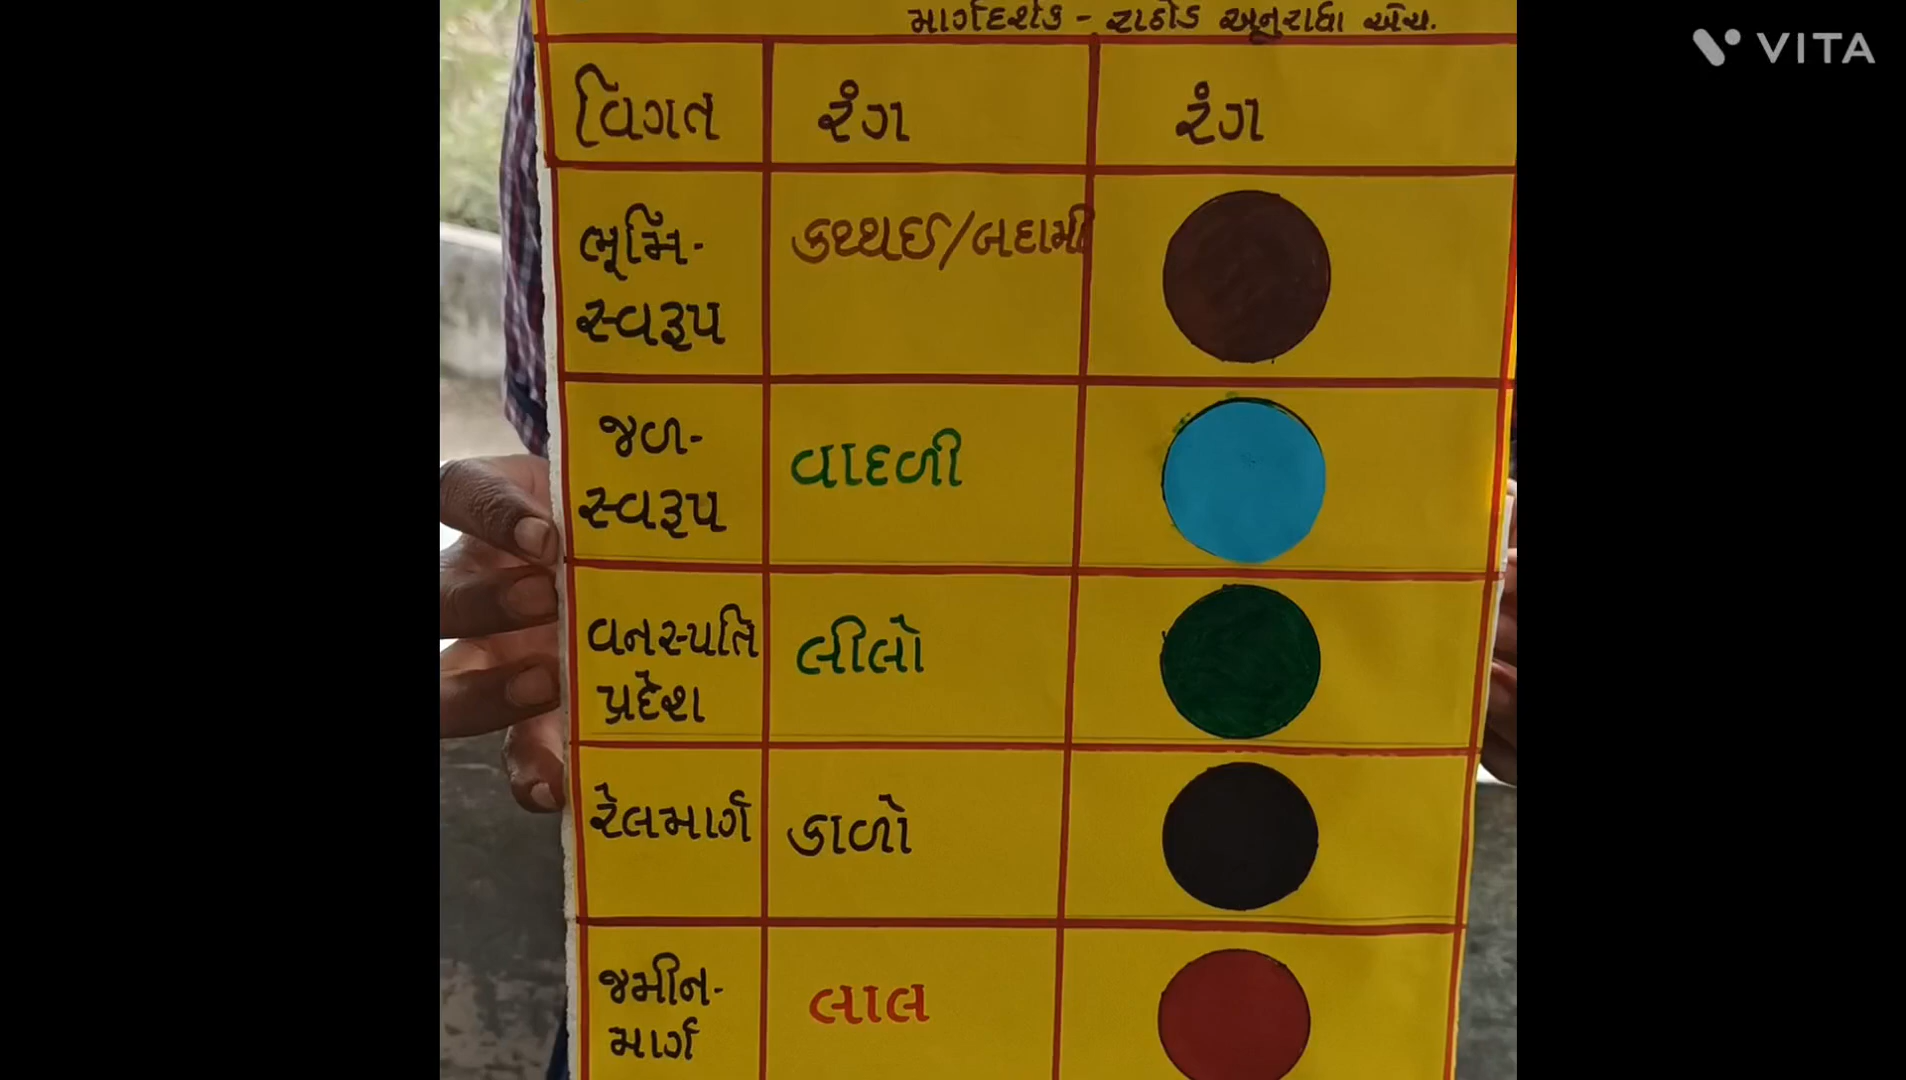 માર્ગદર્શક - રાઠોડ અનુરાધા એચ.
VITA
વિગત રંગ રંગ
ભૂમિ- કથ્થઈ/બદામી
સ્વરૂપ
જળ-
સ્વરૂપ વાદળી
વનસ્પતિ લીલો
પ્રદેશ
રેલમાર્ગ કાળો
જમીન- લાલ
માર્ગ